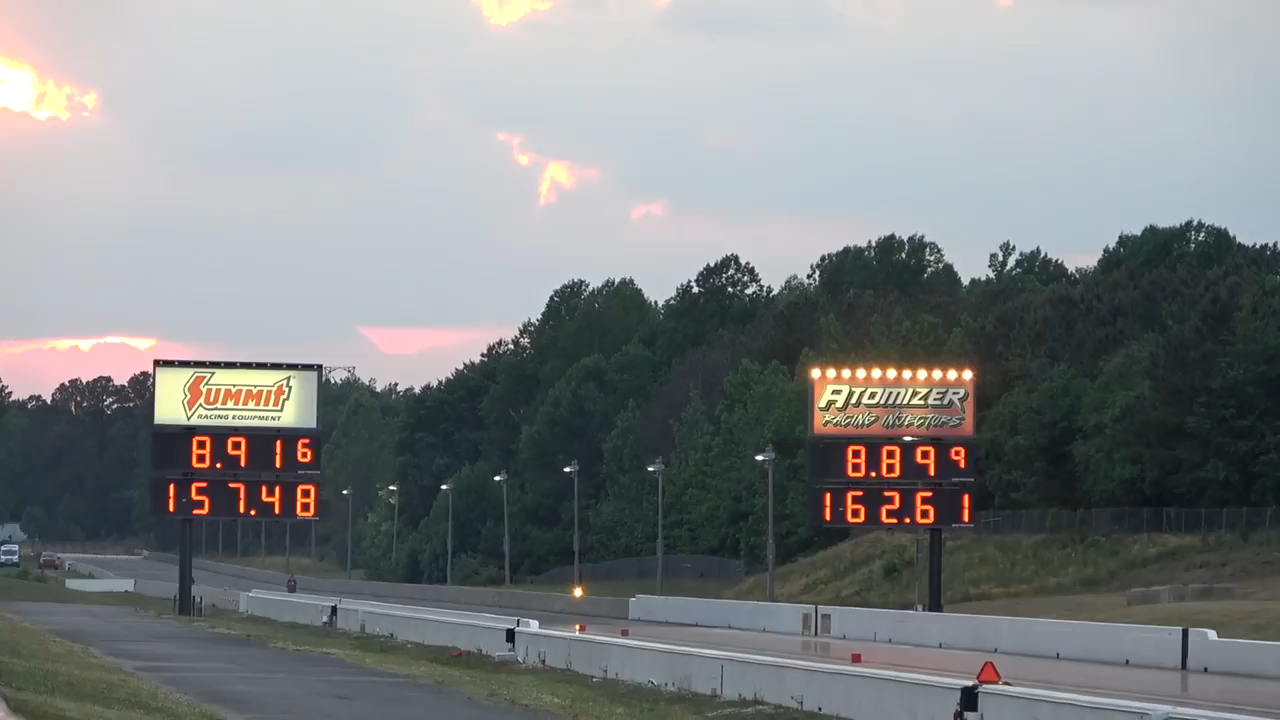 SUMMIT
RACING EQUIPMENT
8.916
157.48
ATOMIZER
RACING INJECTORS
8.899
162.61